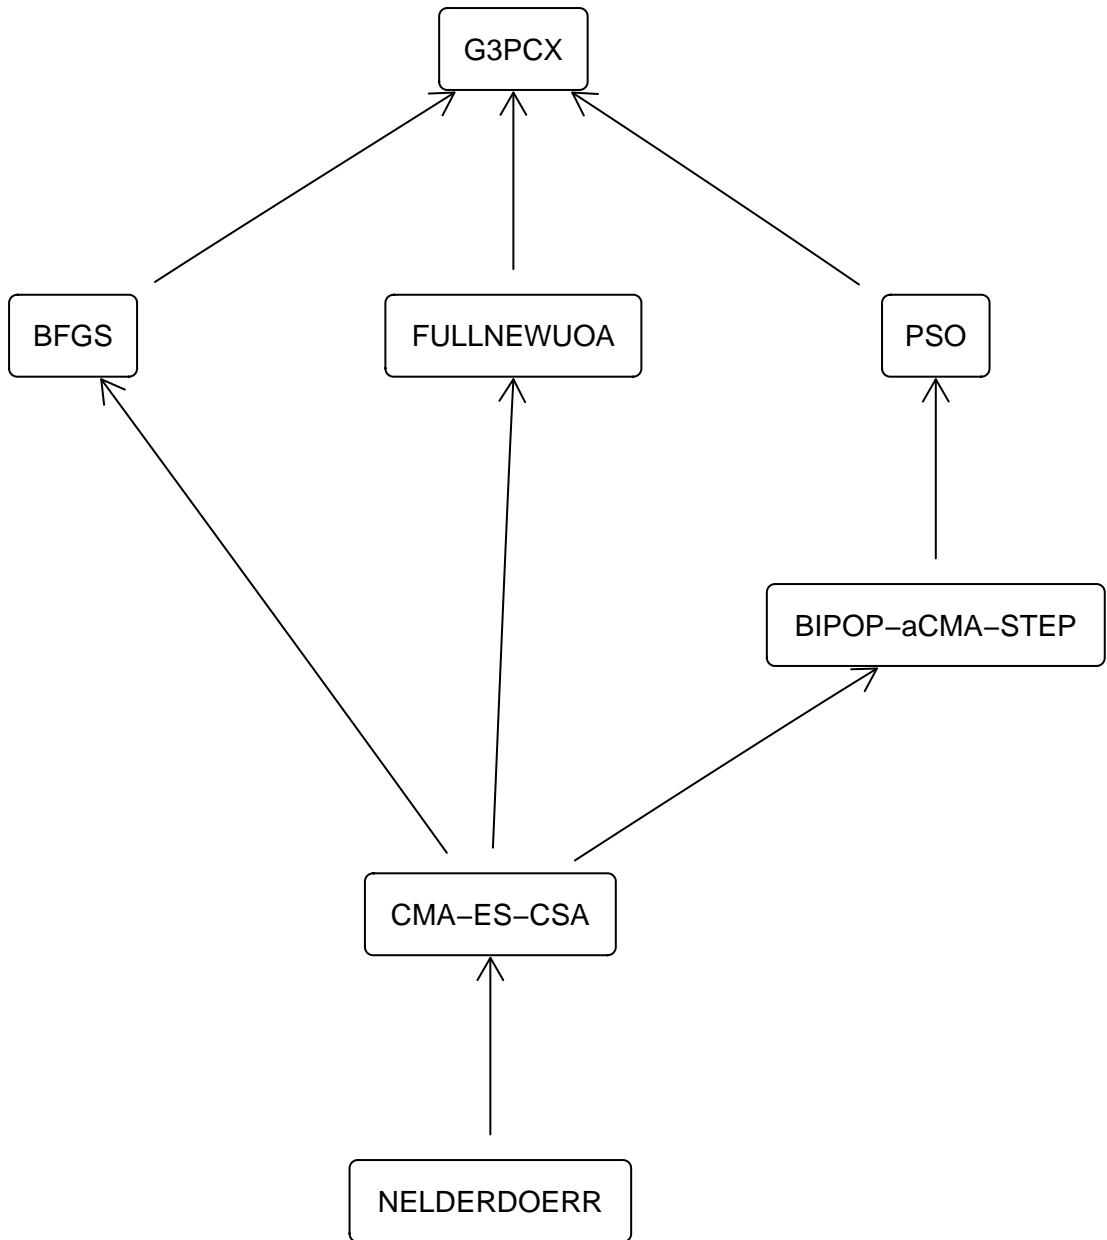 G3PCX
BFGS
FULLNEWUOA
PSO
BIPOP−aCMA−STEP
CMA−ES−CSA
NELDERDOERR